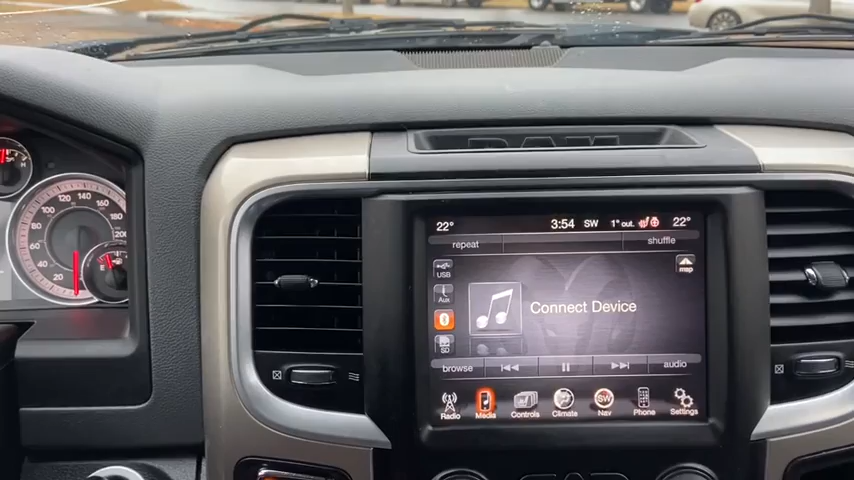 22° 3:54 SW 1° out 22°
repeat shuffle
USB map
Aux
Connect Device
SD
browse audio
Radio Media Controls Climate Nav Phone Settings
SW
20 40 60 80 100 120 140 160 180 200
E